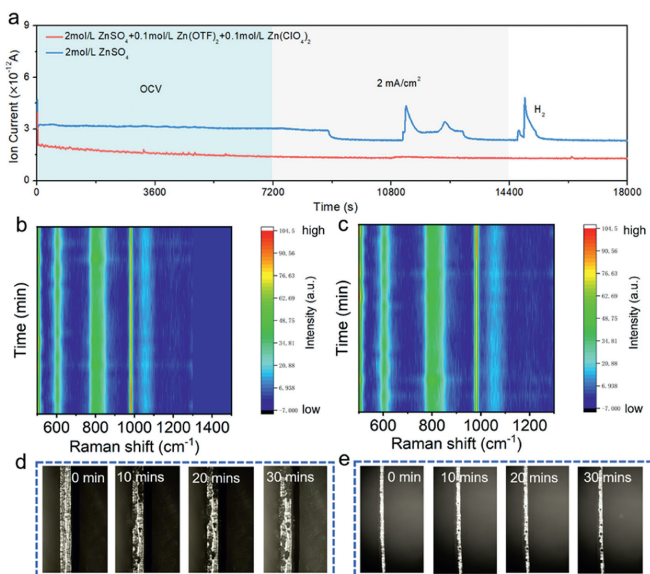 a
2mol/L ZnSO₄+0.1mol/L Zn(OTF)₂+0.1mol/L Zn(ClO₄)₂
2mol/L ZnSO₄
OCV
2 mA/cm²
H₂
Ion Current (×10⁻¹²A)
9
6
3
0
0 3600 7200 10800 14400 18000
Time (s)
b
Time (min)
600 800 1000 1200 1400
Raman shift (cm⁻¹)
high
104.5
90.56
76.63
62.69
48.75
34.81
20.88
6.938
-7.000
low
Intensity (a.u.)
c
Time (min)
600 800 1000 1200
Raman shift (cm⁻¹)
high
104.5
90.56
76.63
62.69
48.75
34.81
20.88
6.938
-7.000
low
Intensity (a.u.)
d
0 min
10 mins
20 mins
30 mins
e
0 min
10 mins
20 mins
30 mins